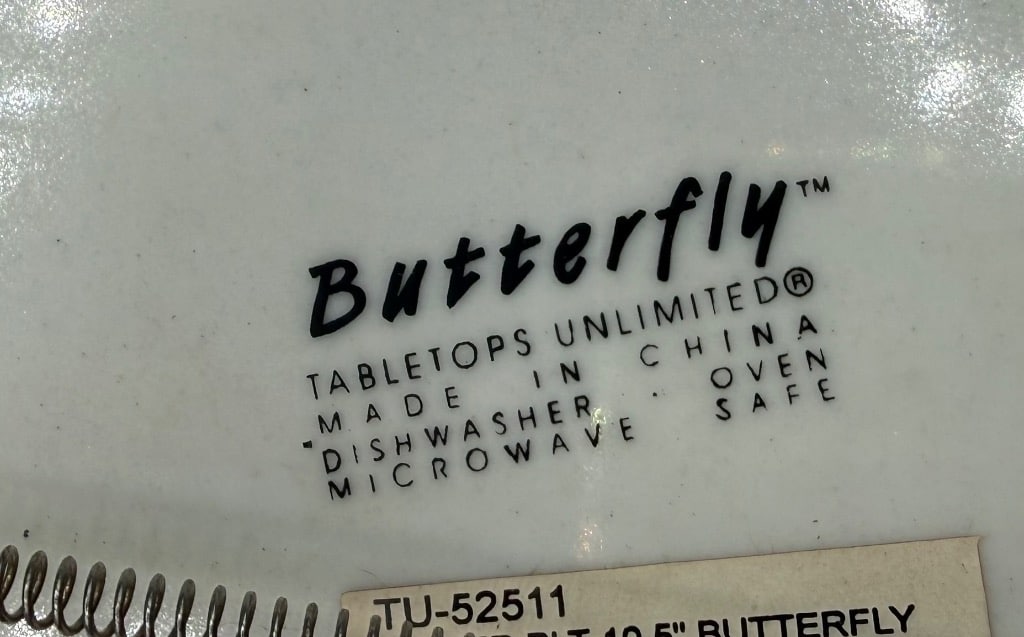 Butterfly™
TABLETOPS UNLIMITED®
MADE IN CHINA
DISHWASHER · OVEN
MICROWAVE SAFE
TU-52511
PLT 10.5" BUTTERFLY